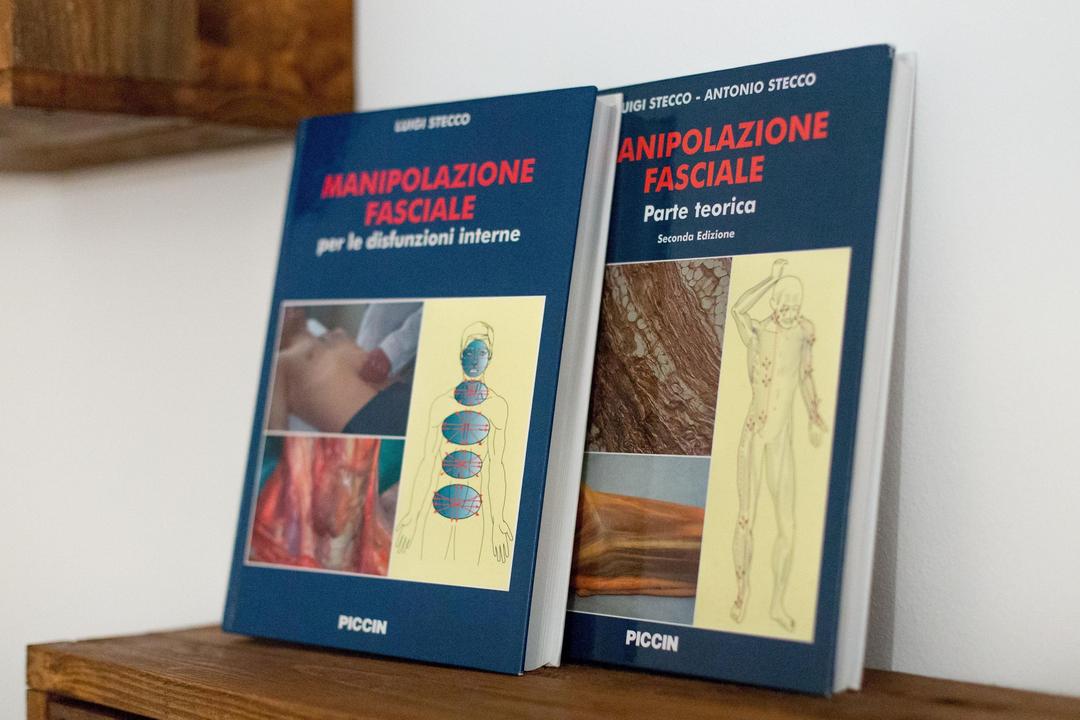 LUIGI STECCO
MANIPOLAZIONE
FASCIALE
per le disfunzioni interne
PICCIN
UIGI STECCO - ANTONIO STECCO
ANIPOLAZIONE
FASCIALE
Parte teorica
Seconda Edizione
PICCIN